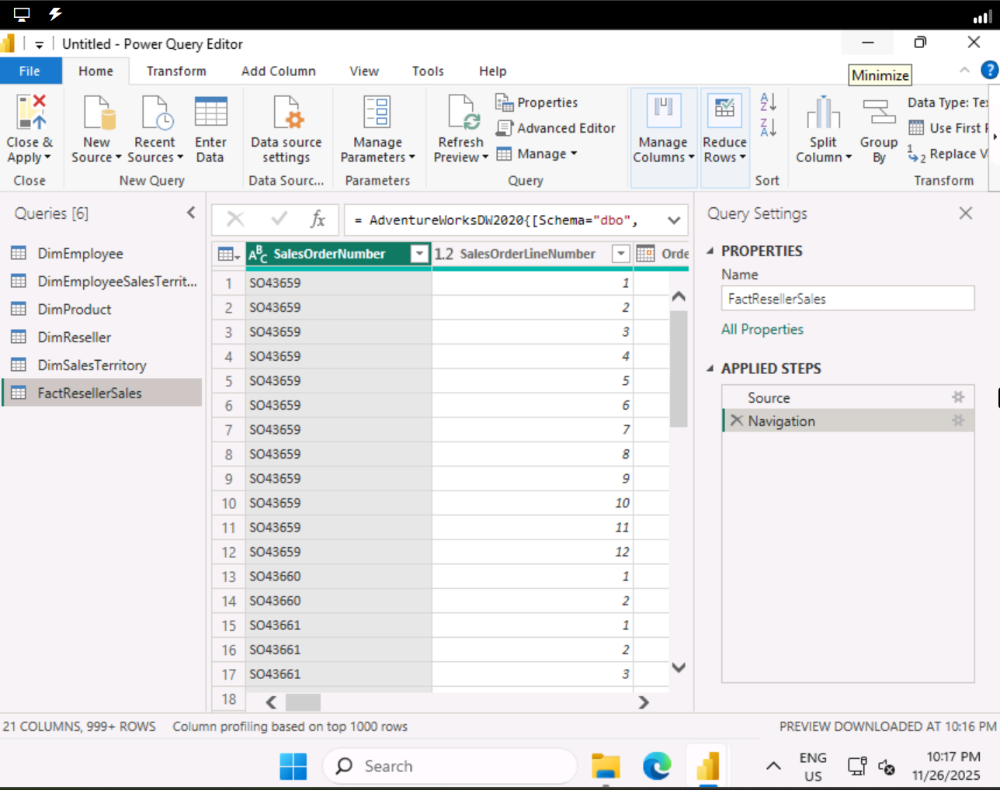 Untitled - Power Query Editor
Minimize
File Home Transform Add Column View Tools Help
Close & Apply
Close
New Source
Recent Sources
Enter Data
New Query
Data source settings
Data Sourc...
Manage Parameters
Parameters
Refresh Preview
Properties
Advanced Editor
Manage
Query
Manage Columns
Reduce Rows
A Z
Z A
Sort
Split Column
Group By
Data Type: Te
Use First
1 2 Replace V
Transform
Queries [6]
DimEmployee
DimEmployeeSalesTerrit...
DimProduct
DimReseller
DimSalesTerritory
FactResellerSales
fx
= AdventureWorksDW2020{[Schema="dbo",
ABC SalesOrderNumber 1.2 SalesOrderLineNumber Orde
1 SO43659 1
2 SO43659 2
3 SO43659 3
4 SO43659 4
5 SO43659 5
6 SO43659 6
7 SO43659 7
8 SO43659 8
9 SO43659 9
10 SO43659 10
11 SO43659 11
12 SO43659 12
13 SO43660 1
14 SO43660 2
15 SO43661 1
16 SO43661 2
17 SO43661 3
18
Query Settings
PROPERTIES
Name
FactResellerSales
All Properties
APPLIED STEPS
Source
Navigation
21 COLUMNS, 999+ ROWS Column profiling based on top 1000 rows
PREVIEW DOWNLOADED AT 10:16 PM
Search
ENG
US
10:17 PM
11/26/2025